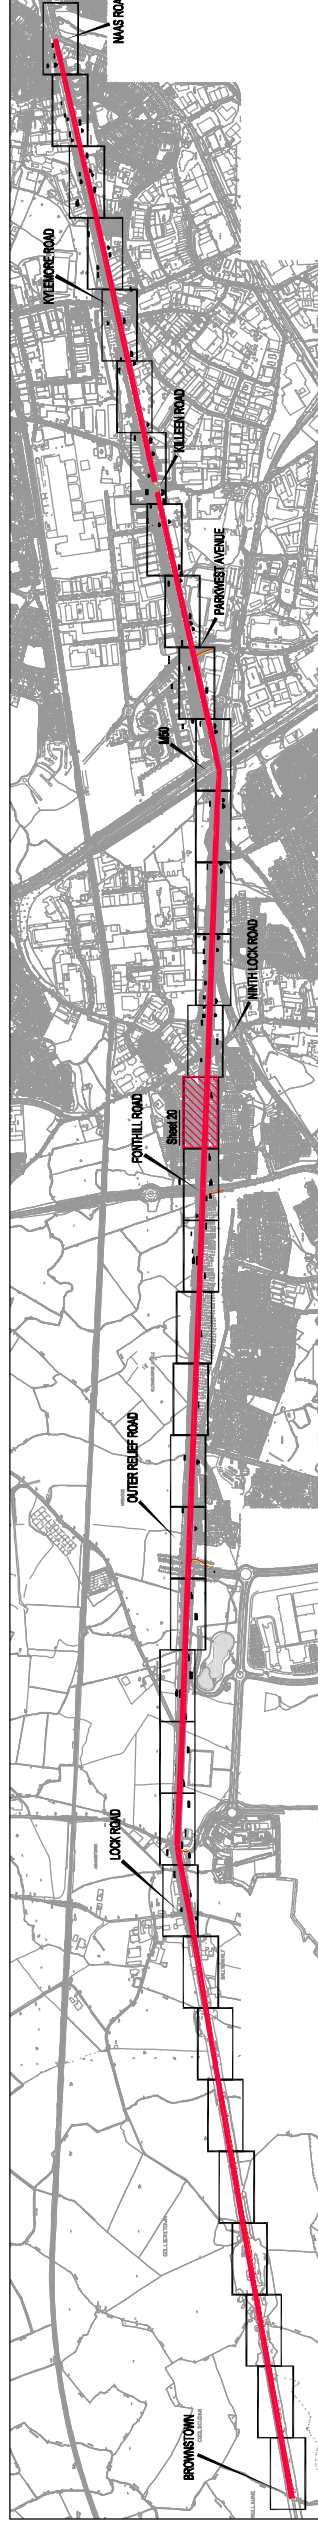 NAAS ROA
KYLEMORE ROAD
KILLEEN ROAD
PARKWEST AVENUE
M50
NINTH LOCK ROAD
Sheet 20
FONTHILL ROAD
OUTER RELIEF ROAD
LOCK ROAD
BROWNSTOWN